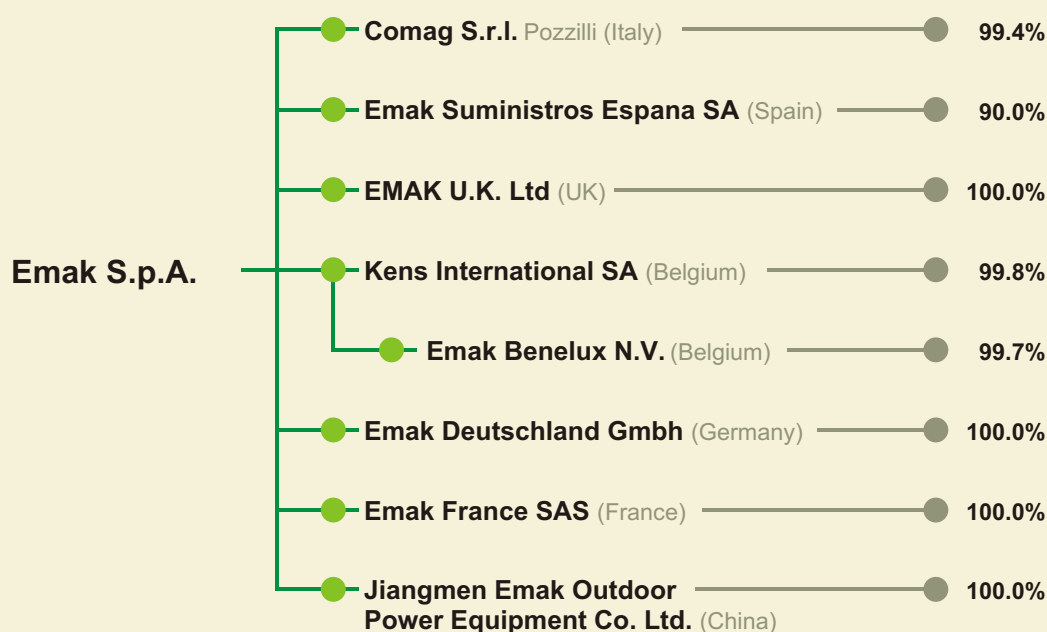 Comag S.r.l. Pozzilli (Italy) 99.4%
Emak Suministros Espana SA (Spain) 90.0%
EMAK U.K. Ltd (UK) 100.0%
Emak S.p.A.
Kens International SA (Belgium) 99.8%
Emak Benelux N.V. (Belgium) 99.7%
Emak Deutschland Gmbh (Germany) 100.0%
Emak France SAS (France) 100.0%
Jiangmen Emak Outdoor 100.0%
Power Equipment Co. Ltd. (China)